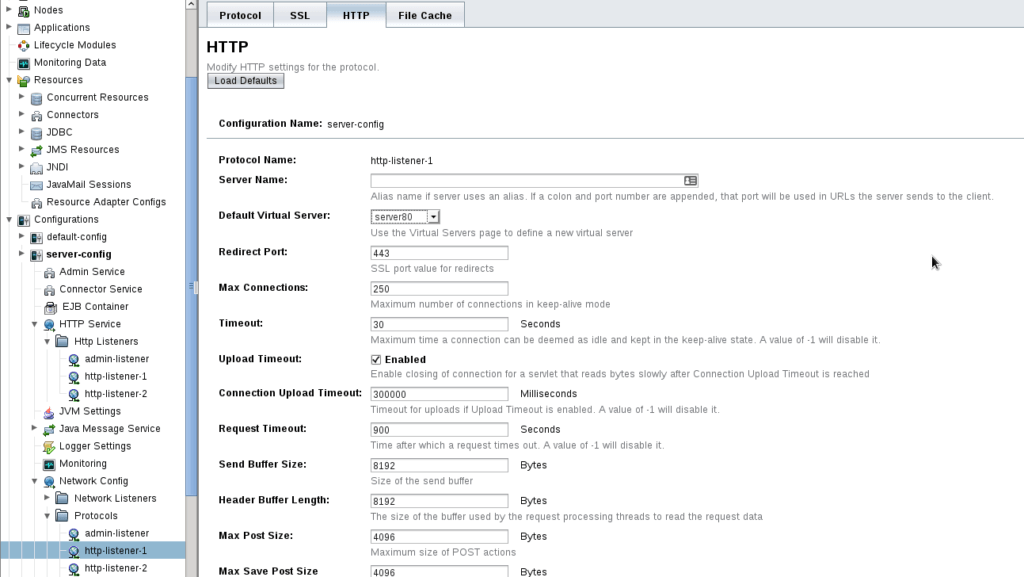 Nodes
Applications
Lifecycle Modules
Monitoring Data
Resources
Concurrent Resources
Connectors
JDBC
JMS Resources
JNDI
JavaMail Sessions
Resource Adapter Configs
Configurations
default-config
server-config
Admin Service
Connector Service
EJB Container
HTTP Service
Http Listeners
admin-listener
http-listener-1
http-listener-2
JVM Settings
Java Message Service
Logger Settings
Monitoring
Network Config
Network Listeners
Protocols
admin-listener
http-listener-1
http-listener-2
Protocol SSL HTTP File Cache
HTTP
Modify HTTP settings for the protocol.
Load Defaults
Configuration Name: server-config
Protocol Name: http-listener-1
Server Name:
Alias name if server uses an alias. If a colon and port number are appended, that port will be used in URLs the server sends to the client.
Default Virtual Server: server80
Use the Virtual Servers page to define a new virtual server
Redirect Port: 443
SSL port value for redirects
Max Connections: 250
Maximum number of connections in keep-alive mode
Timeout: 30 Seconds
Maximum time a connection can be deemed as idle and kept in the keep-alive state. A value of -1 will disable it.
Upload Timeout: Enabled
Enable closing of connection for a servlet that reads bytes slowly after Connection Upload Timeout is reached
Connection Upload Timeout: 300000 Milliseconds
Timeout for uploads if Upload Timeout is enabled. A value of -1 will disable it.
Request Timeout: 900 Seconds
Time after which a request times out. A value of -1 will disable it.
Send Buffer Size: 8192 Bytes
Size of the send buffer
Header Buffer Length: 8192 Bytes
The size of the buffer used by the request processing threads to read the request data
Max Post Size: 4096 Bytes
Maximum size of POST actions
Max Save Post Size 4096 Bytes